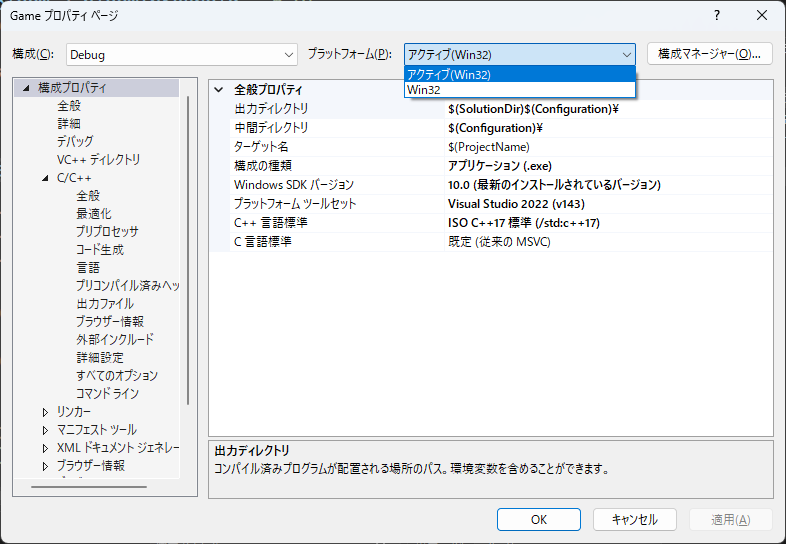 Game プロパティ ページ
?
構成(C):
Debug
プラットフォーム(P):
アクティブ(Win32)
構成マネージャー(O)...
アクティブ(Win32)
Win32
構成プロパティ
全般
詳細
デバッグ
VC++ ディレクトリ
C/C++
全般
最適化
プリプロセッサ
コード生成
言語
プリコンパイル済みヘッ
出力ファイル
ブラウザー情報
外部インクルード
詳細設定
すべてのオプション
コマンド ライン
リンカー
マニフェスト ツール
XML ドキュメント ジェネレー
ブラウザー情報
全般プロパティ
出力ディレクトリ $(SolutionDir)$(Configuration)¥
中間ディレクトリ $(Configuration)¥
ターゲット名 $(ProjectName)
構成の種類 アプリケーション (.exe)
Windows SDK バージョン 10.0 (最新のインストールされているバージョン)
プラットフォーム ツールセット Visual Studio 2022 (v143)
C++ 言語標準 ISO C++17 標準 (/std:c++17)
C 言語標準 既定 (従来の MSVC)
出力ディレクトリ
コンパイル済みプログラムが配置される場所のパス。環境変数を含めることができます。
OK
キャンセル
適用(A)